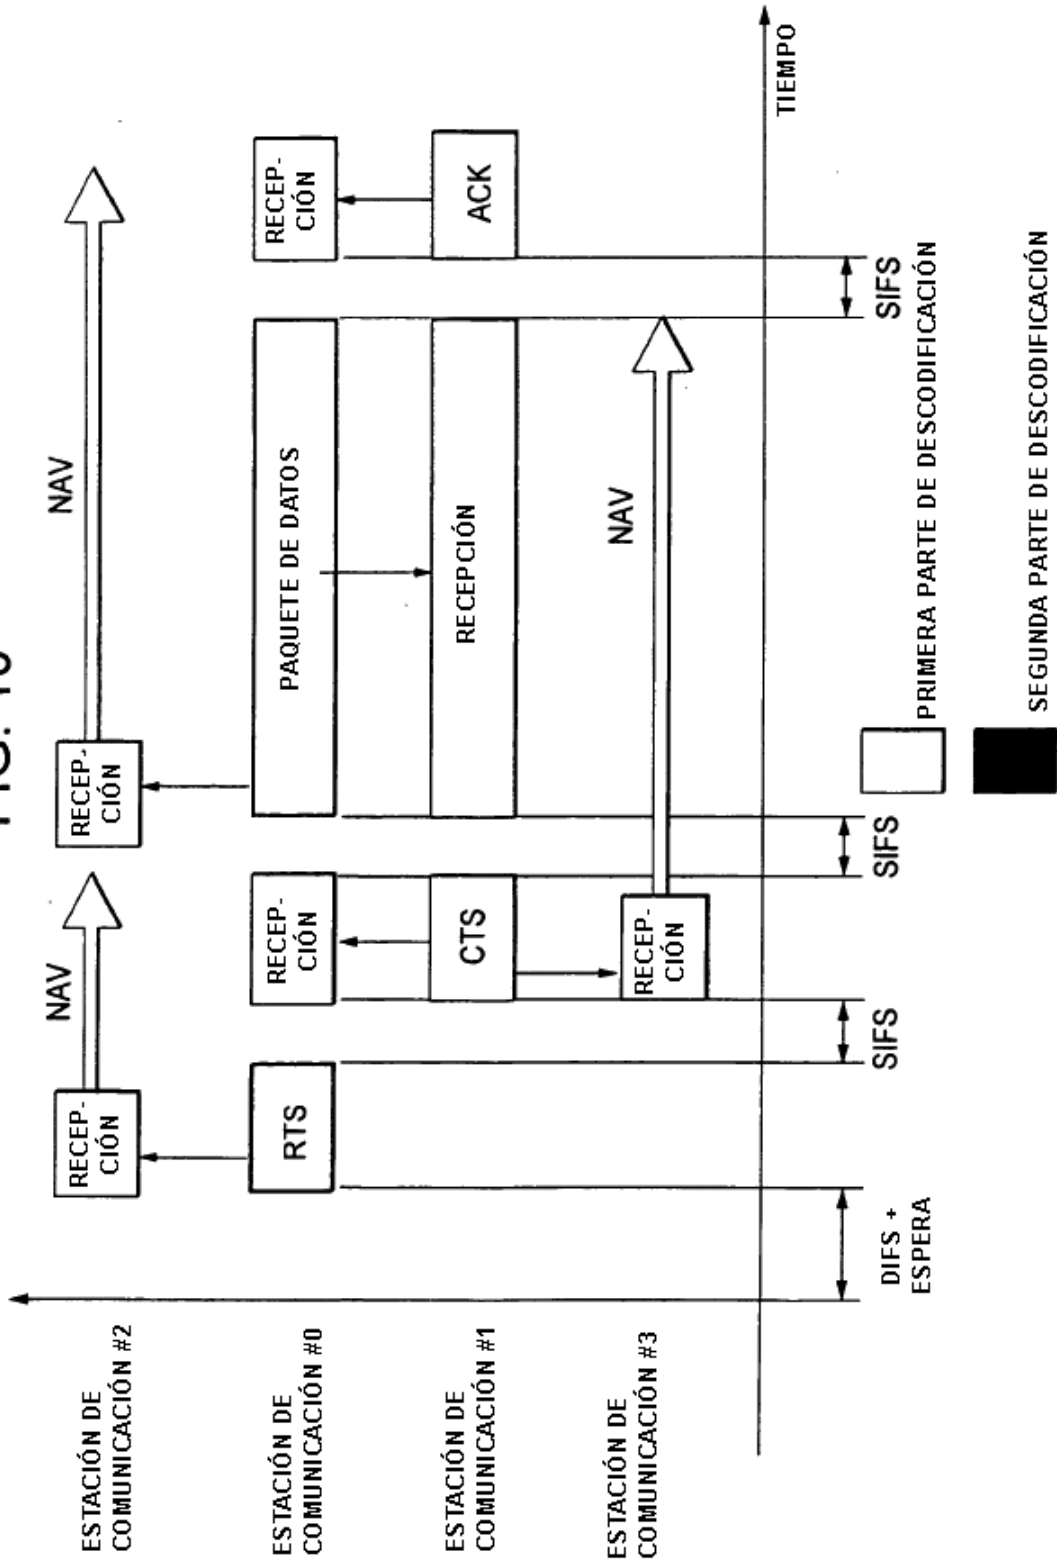 FIG.
ESTACIÓN DE
COMUNICACIÓN #2
RECEP-
CIÓN
NAV
RECEP-
CIÓN
NAV
ESTACIÓN DE
COMUNICACIÓN #0
RTS
RECEP-
CIÓN
PAQUETE DE DATOS
RECEP-
CIÓN
ESTACIÓN DE
COMUNICACIÓN #1
CTS
RECEPCIÓN
ACK
ESTACIÓN DE
COMUNICACIÓN #3
RECEP-
CIÓN
NAV
TIEMPO
DIFS +
ESPERA
SIFS
SIFS
SIFS
PRIMERA PARTE DE DESCODIFICACIÓN
SEGUNDA PARTE DE DESCODIFICACIÓN